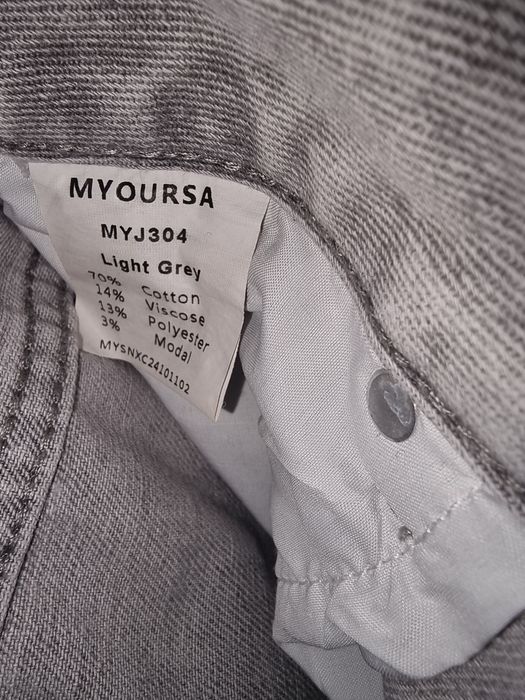 MYOURSA
MYJ304
Light Grey
70% Cotton
14% Viscose
13% Polyester
3% Modal
MYSNXC24101102